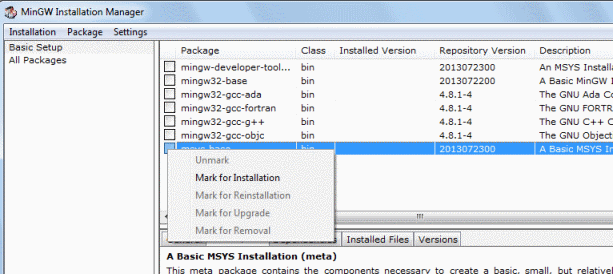 MinGW Installation Manager
Installation Package Settings
Basic Setup
All Packages
Package Class Installed Version Repository Version Description
mingw-developer-tool... bin 2013072300 An MSYS Installa
mingw32-base bin 2013072200 A Basic MinGW I
mingw32-gcc-ada bin 4.8.1-4 The GNU Ada Co
mingw32-gcc-fortran bin 4.8.1-4 The GNU Fortran
mingw32-gcc-g++ bin 4.8.1-4 The GNU C++ C
mingw32-gcc-objc bin 4.8.1-4 The GNU Object
msys-base bin 2013072300 A Basic MSYS In
Unmark
Mark for Installation
Mark for Reinstallation
Mark for Upgrade
Mark for Removal
General Dependencies Installed Files Versions
A Basic MSYS Installation (meta)
This meta package contains the components necessary to create a basic, small, but relative